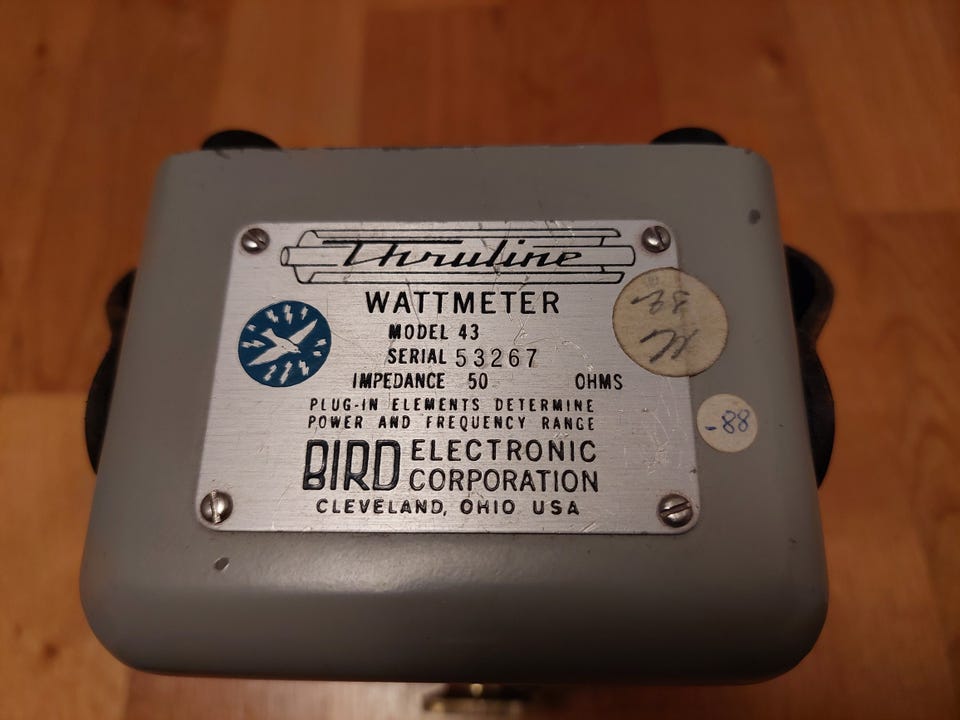 Thruline
WATTMETER
MODEL 43
SERIAL 53267
IMPEDANCE 50 OHMS
PLUG-IN ELEMENTS DETERMINE
POWER AND FREQUENCY RANGE
BIRD ELECTRONIC
CORPORATION
CLEVELAND, OHIO USA
-88